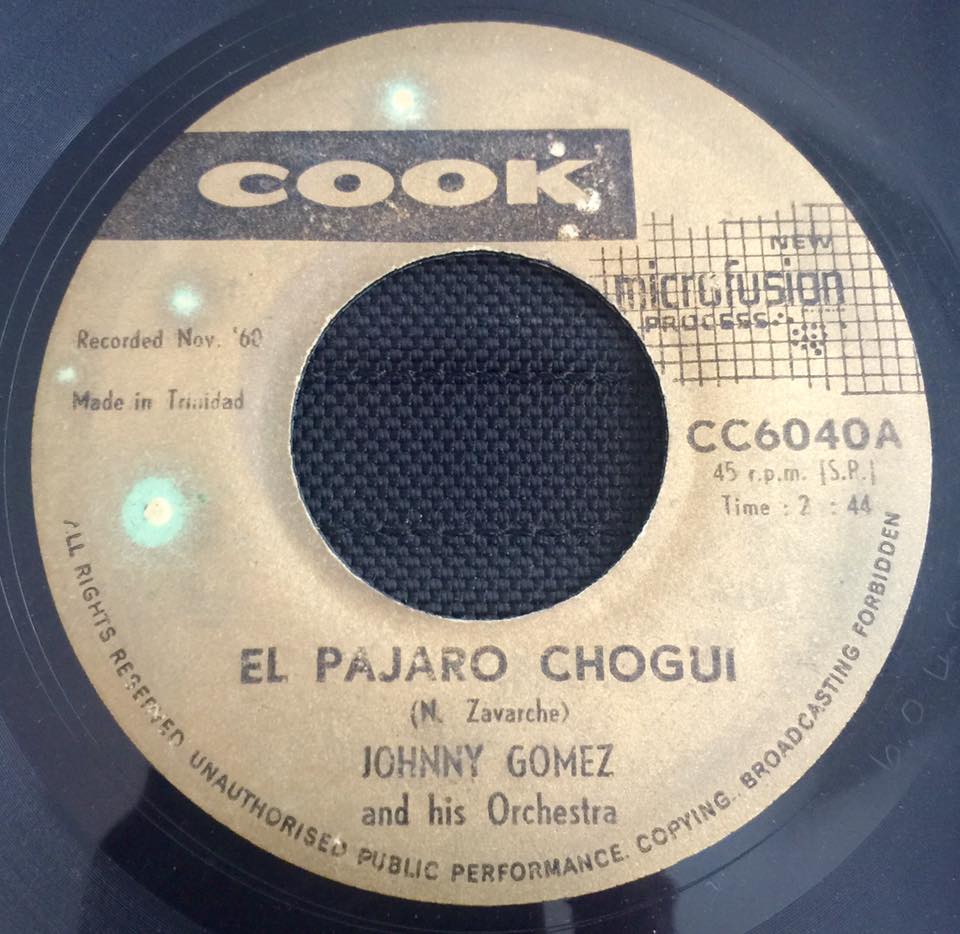 COOK
NEW
microfusion
PROCESS
Recorded Nov. '60
Made in Trinidad
CC6040A
45 r.p.m. [S.R.]
Time : 2 : 44
EL PAJARO CHOGUI
(N. Zavarche)
JOHNNY GOMEZ
and his Orchestra
ALL RIGHTS RESERVED UNAUTHORISED PUBLIC PERFORMANCE. COPYING. BROADCASTING FORBIDDEN